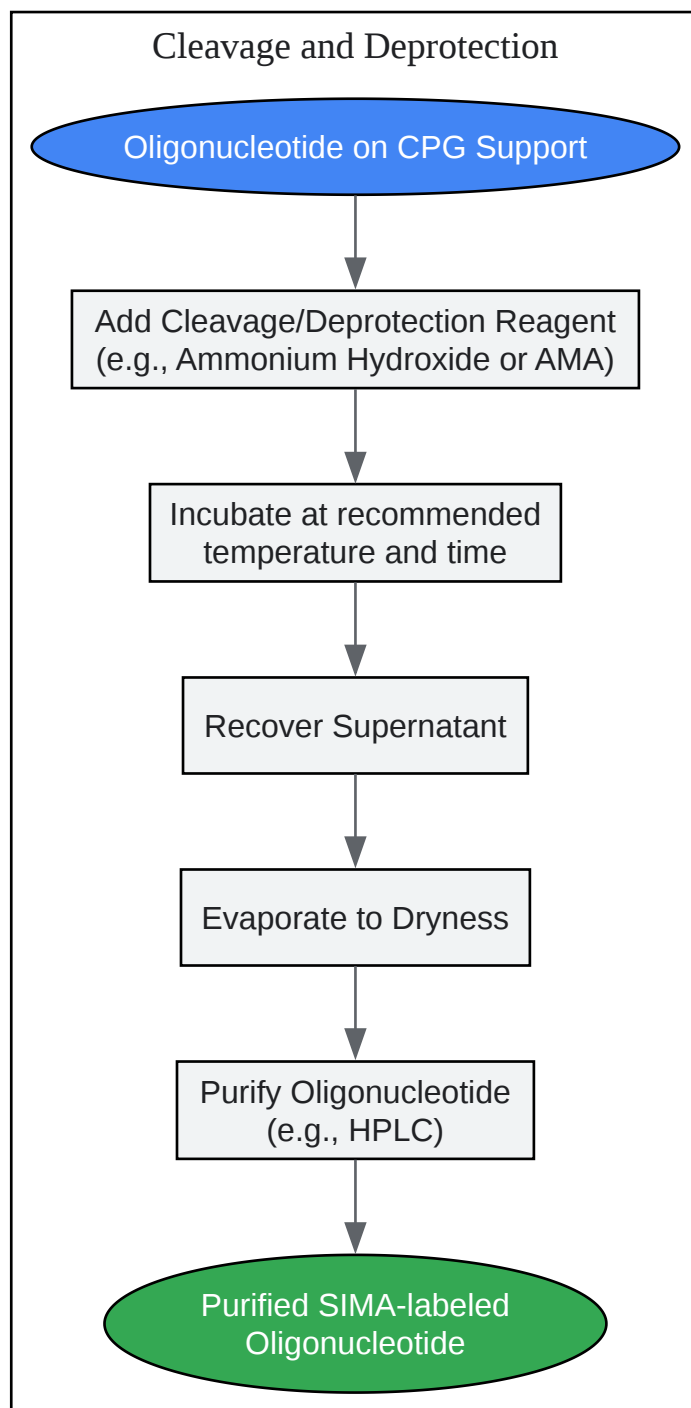 Cleavage and Deprotection
Oligonucleotide on CPG Support
Add Cleavage/Deprotection Reagent
(e.g., Ammonium Hydroxide or AMA)
Incubate at recommended
temperature and time
Recover Supernatant
Evaporate to Dryness
Purify Oligonucleotide
(e.g., HPLC)
Purified SIMA-labeled
Oligonucleotide